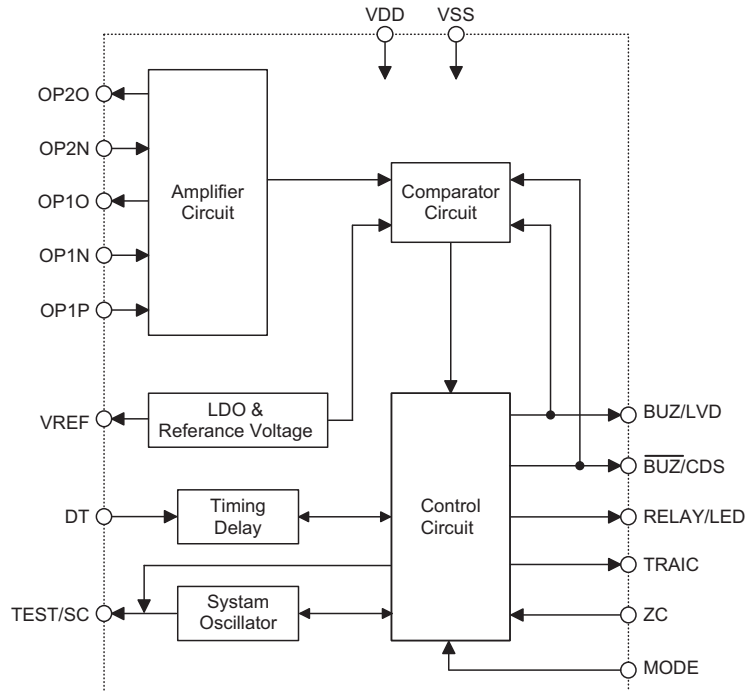 VDD
VSS
OP2O
OP2N
OP1O
OP1N
OP1P
Amplifier
Circuit
Comparator
Circuit
VREF
LDO &
Referance Voltage
BUZ/LVD
BUZ/CDS
DT
Timing
Delay
Control
Circuit
RELAY/LED
TRAIC
TEST/SC
Systam
Oscillator
ZC
MODE